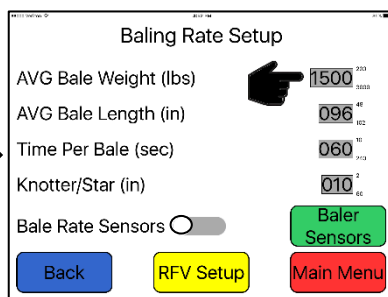 Baling Rate Setup
AVG Bale Weight (lbs) 1500 200 3000
AVG Bale Length (in) 096 48 102
Time Per Bale (sec) 060 10
Knotter/Star (in) 010 2 60
Bale Rate Sensors
Baler Sensors
Back
RFV Setup
Main Menu